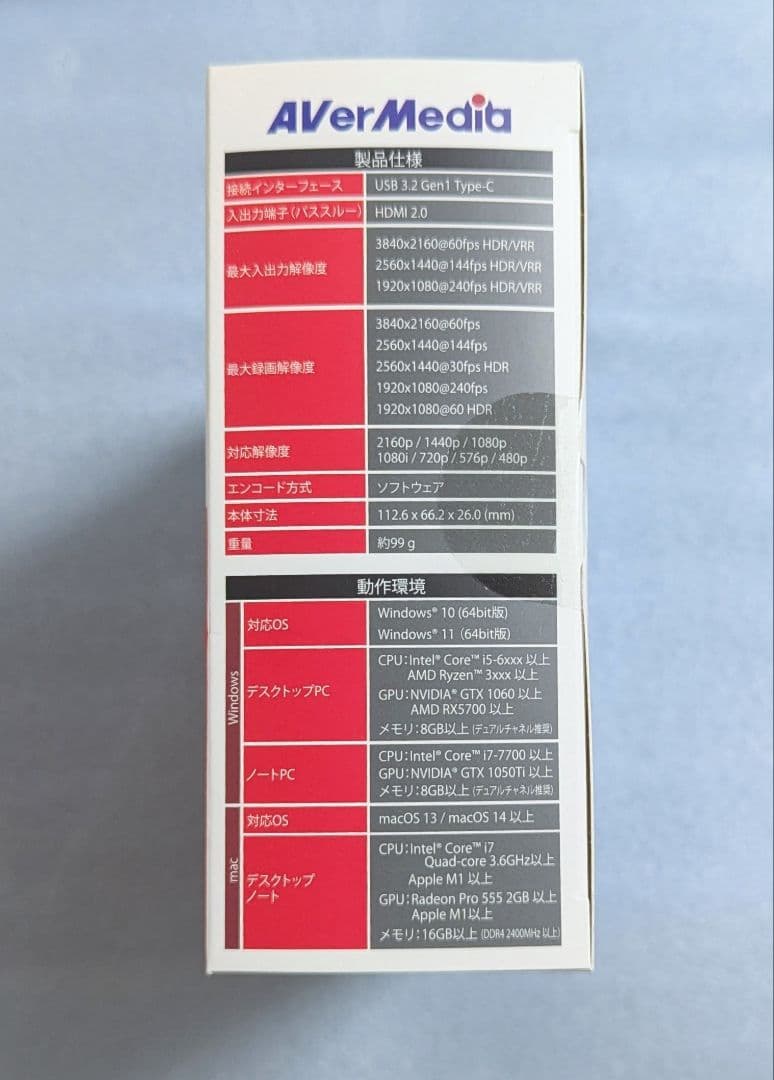 AVerMedia
製品仕様
接続インターフェース USB 3.2 Gen1 Type-C
入出力端子(パススルー) HDMI 2.0
最大入出力解像度 3840x2160@60fps HDR/VRR
2560x1440@144fps HDR/VRR
1920x1080@240fps HDR/VRR
最大録画解像度 3840x2160@60fps
2560x1440@144fps
2560x1440@30fps HDR
1920x1080@240fps
1920x1080@60 HDR
対応解像度 2160p / 1440p / 1080p
1080i / 720p / 576p / 480p
エンコード方式 ソフトウェア
本体寸法 112.6 x 66.2 x 26.0 (mm)
重量 約99 g
動作環境
Windows
対応OS Windows® 10 (64bit版)
Windows® 11 (64bit版)
デスクトップPC CPU:Intel® Core™ i5-6xxx 以上
AMD Ryzen™ 3xxx 以上
GPU:NVIDIA® GTX 1060 以上
AMD RX5700 以上
メモリ:8GB以上 (デュアルチャネル推奨)
ノートPC CPU:Intel® Core™ i7-7700 以上
GPU:NVIDIA® GTX 1050Ti 以上
メモリ:8GB以上 (デュアルチャネル推奨)
mac
対応OS macOS 13 / macOS 14 以上
デスクトップ
ノート
CPU:Intel® Core™ i7
Quad-core 3.6GHz以上
Apple M1 以上
GPU:Radeon Pro 555 2GB 以上
Apple M1以上
メモリ:16GB以上 (DDR4 2400MHz 以上)